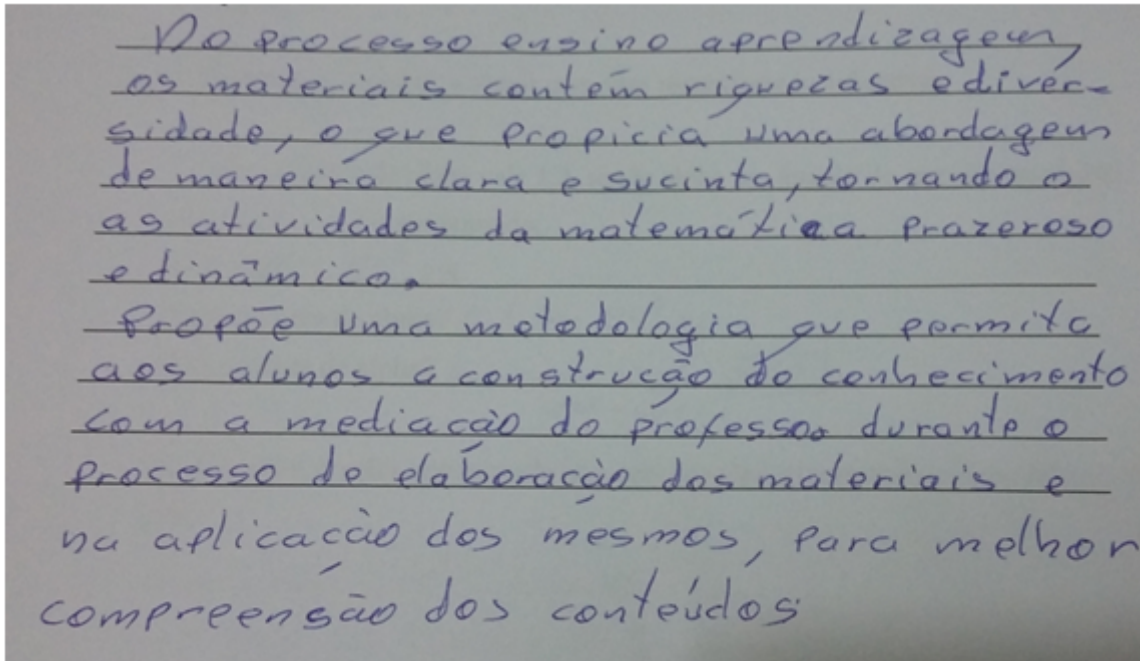 No processo ensino aprendizagem,
os materiais contém riquezas e diver-
sidade, o que propicia uma abordagem
de maneira clara e sucinta, tornando o
as atividades da matemática prazeroso
e dinâmico.
Propõe uma metodologia que permita
aos alunos a construção do conhecimento
com a mediação do professor durante o
processo de elaboração dos materiais e
na aplicação dos mesmos, para melhor
compreensão dos conteúdos